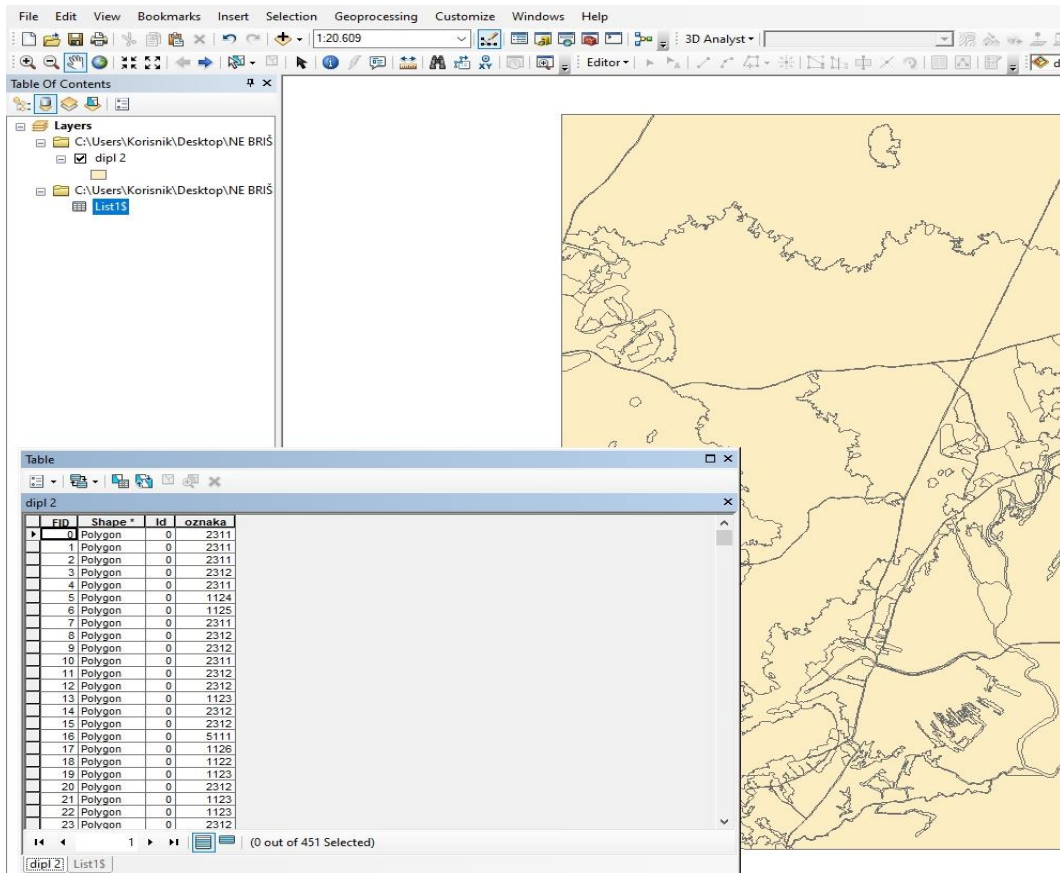 File Edit View Bookmarks Insert Selection Geoprocessing Customize Windows Help
1:20.609
3D Analyst
Editor
Table Of Contents
Layers
C:\Users\Korisnik\Desktop\NE BRIŠ
dipl 2
C:\Users\Korisnik\Desktop\NE BRIŠ
List1$
Table
dipl 2
FID Shape * Id oznaka
0 Polygon 0 2311
1 Polygon 0 2311
2 Polygon 0 2311
3 Polygon 0 2312
4 Polygon 0 2311
5 Polygon 0 1124
6 Polygon 0 1125
7 Polygon 0 2311
8 Polygon 0 2312
9 Polygon 0 2312
10 Polygon 0 2311
11 Polygon 0 2312
12 Polygon 0 2312
13 Polygon 0 1123
14 Polygon 0 2312
15 Polygon 0 2312
16 Polygon 0 5111
17 Polygon 0 1126
18 Polygon 0 1122
19 Polygon 0 1123
20 Polygon 0 2312
21 Polygon 0 1123
22 Polygon 0 1123
23 Polygon 0 2312
1 (0 out of 451 Selected)
dipl 2 List1$